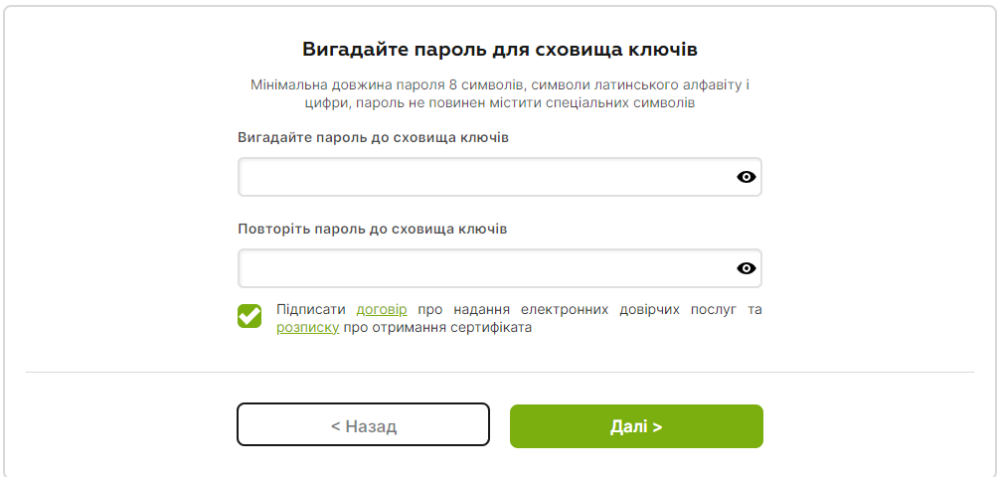 Вигадайте пароль для сховища ключів
Мінімальна довжина пароля 8 символів, символи латинського алфавіту і
цифри, пароль не повинен містити спеціальних символів
Вигадайте пароль до сховища ключів
Повторіть пароль до сховища ключів
Підписати договір про надання електронних довірчих послуг та
розписку про отримання сертифіката
< Назад
Далі >